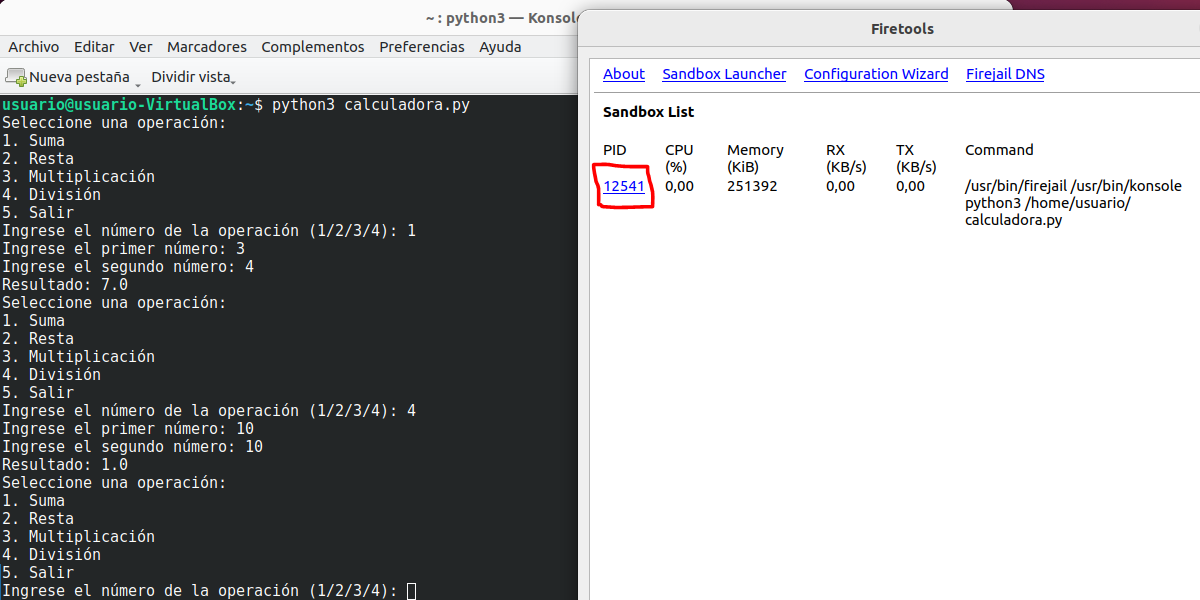 ~ : python3 — Konsole
Archivo Editar Ver Marcadores Complementos Preferencias Ayuda
Nueva pestaña Dividir vista
usuario@usuario-VirtualBox:~$ python3 calculadora.py
Seleccione una operación:
1. Suma
2. Resta
3. Multiplicación
4. División
5. Salir
Ingrese el número de la operación (1/2/3/4): 1
Ingrese el primer número: 3
Ingrese el segundo número: 4
Resultado: 7.0
Seleccione una operación:
1. Suma
2. Resta
3. Multiplicación
4. División
5. Salir
Ingrese el número de la operación (1/2/3/4): 4
Ingrese el primer número: 10
Ingrese el segundo número: 10
Resultado: 1.0
Seleccione una operación:
1. Suma
2. Resta
3. Multiplicación
4. División
5. Salir
Ingrese el número de la operación (1/2/3/4):
Firetools
About Sandbox Launcher Configuration Wizard Firejail DNS
Sandbox List
PID CPU Memory RX TX Command
(%) (KiB) (KB/s) (KB/s)
12541 0,00 251392 0,00 0,00 /usr/bin/firejail /usr/bin/konsole
python3 /home/usuario/
calculadora.py